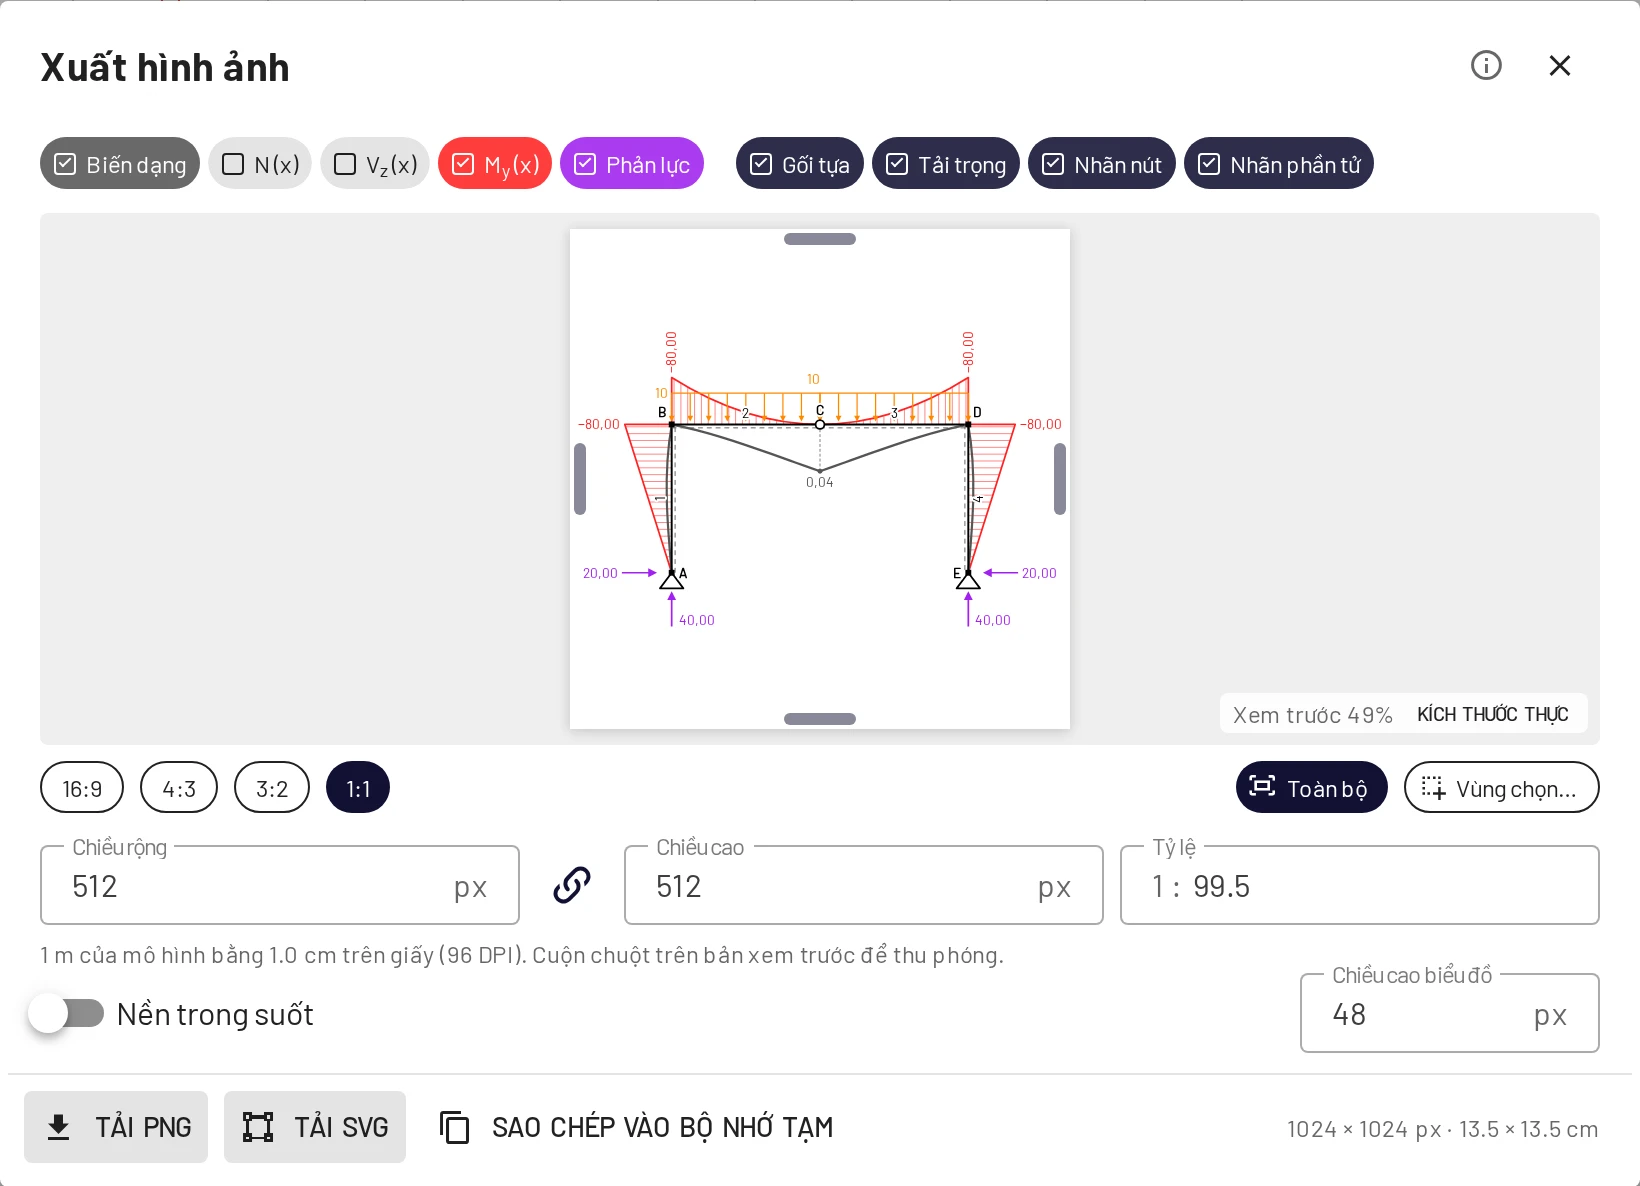 Xuất hình ảnh
Biến dạng
N(x)
Vz(x)
My(x)
Phản lực
Gối tựa
Tải trọng
Nhãn nút
Nhãn phần tử
−80,00
−80,00
10
10
B
2
C
3
D
−80,00
−80,00
0,04
1
4
20,00
A
E
20,00
40,00
40,00
Xem trước 49%
KÍCH THƯỚC THỰC
16:9
4:3
3:2
1:1
Toàn bộ
Vùng chọn...
Chiều rộng
512 px
Chiều cao
512 px
Tỷ lệ
1 : 99.5
1 m của mô hình bằng 1.0 cm trên giấy (96 DPI). Cuộn chuột trên bản xem trước để thu phóng.
Nền trong suốt
Chiều cao biểu đồ
48 px
TẢI PNG
TẢI SVG
SAO CHÉP VÀO BỘ NHỚ TẠM
1024 × 1024 px · 13.5 × 13.5 cm